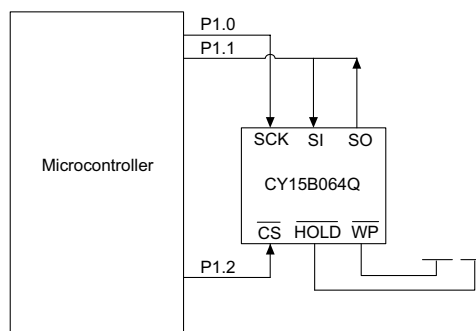 P1.0
P1.1
SCK SI SO
Microcontroller
CY15B064Q
CS HOLD WP
P1.2